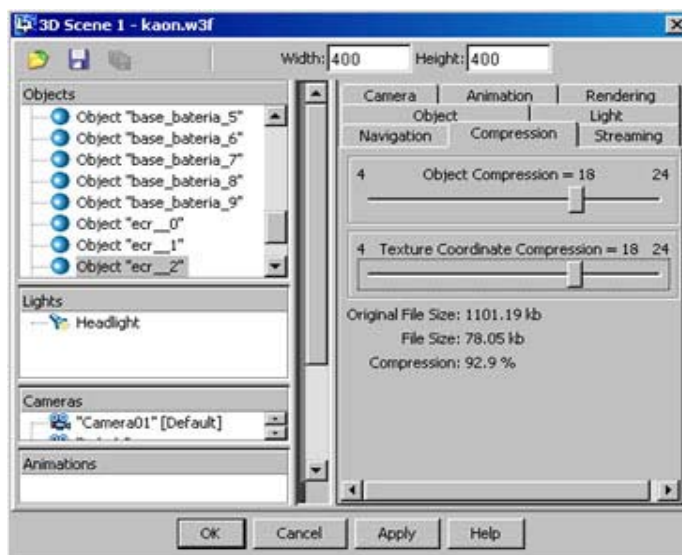 3D Scene 1 - kaon.w3f
Width: 400 Height: 400
Objects
Object "base_bateria_5"
Object "base_bateria_6"
Object "base_bateria_7"
Object "base_bateria_8"
Object "base_bateria_9"
Object "ecr__0"
Object "ecr__1"
Object "ecr__2"
Lights
Headlight
Cameras
"Camera01" [Default]
Animations
Camera Animation Rendering
Object Light
Navigation Compression Streaming
4 Object Compression = 18 24
4 Texture Coordinate Compression = 18 24
Original File Size: 1101.19 kb
File Size: 78.05 kb
Compression: 92.9 %
OK Cancel Apply Help